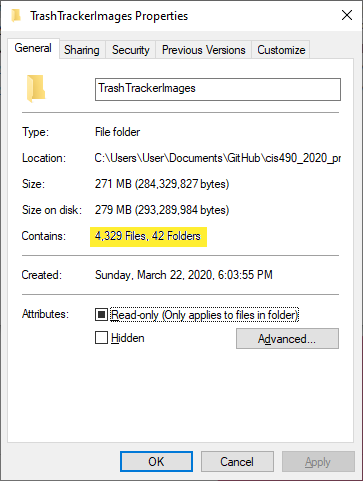 TrashTrackerImages Properties
General Sharing Security Previous Versions Customize
TrashTrackerImages
Type: File folder
Location: C:\Users\User\Documents\GitHub\cis490_2020_pr
Size: 271 MB (284,329,827 bytes)
Size on disk: 279 MB (293,289,984 bytes)
Contains: 4,329 Files, 42 Folders
Created: Sunday, March 22, 2020, 6:03:55 PM
Attributes: Read-only (Only applies to files in folder)
Hidden Advanced...
OK Cancel Apply